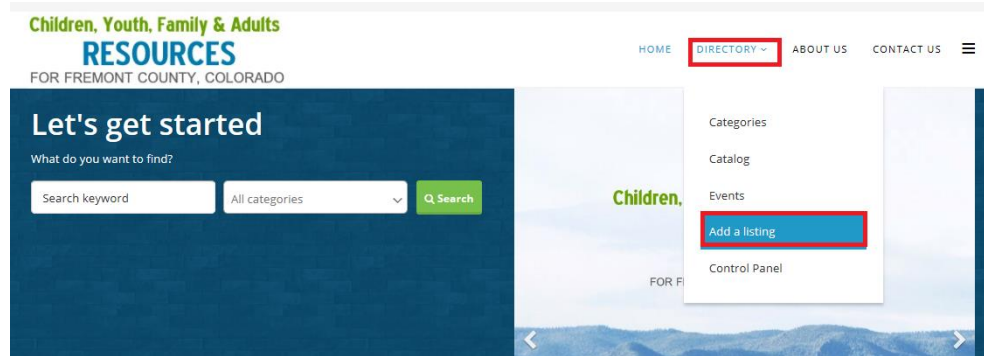 Children, Youth, Family & Adults
RESOURCES
FOR FREMONT COUNTY, COLORADO
HOME DIRECTORY ABOUT US CONTACT US
Let's get started
What do you want to find?
Search keyword All categories Search
Categories
Catalog
Events
Add a listing
Control Panel
Children,
FOR F